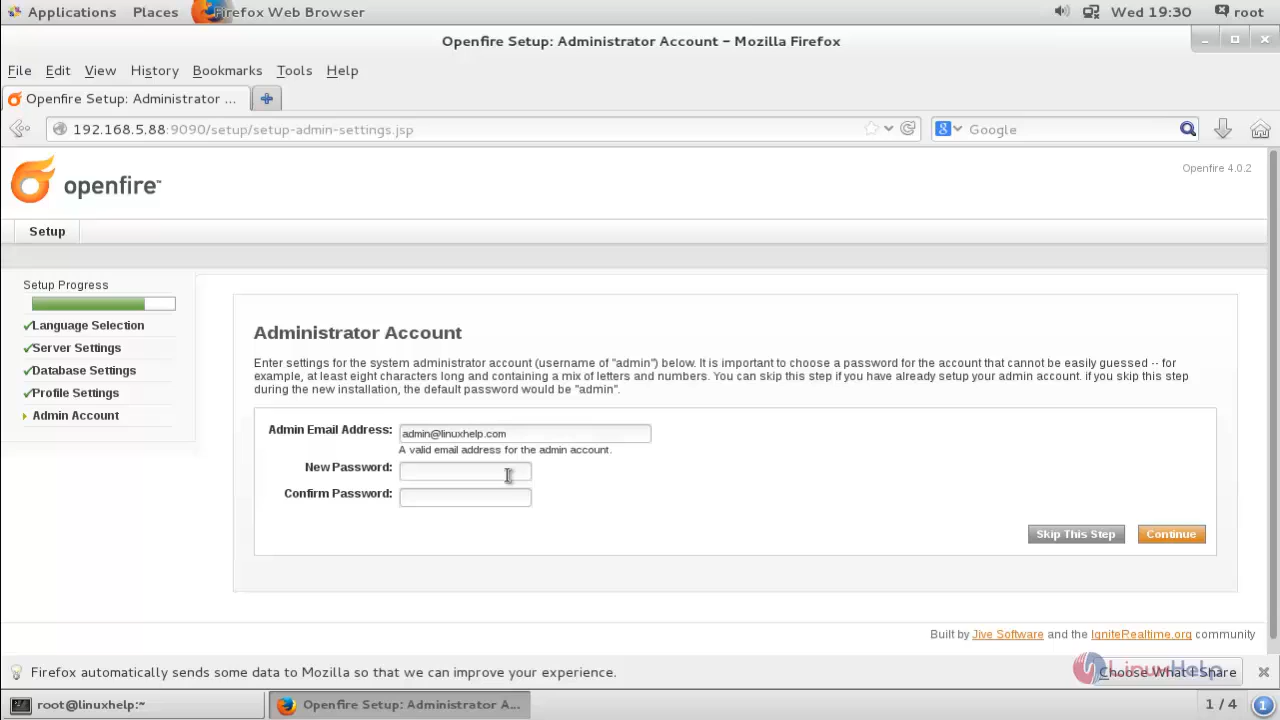 Applications Places Firefox Web Browser Wed 19:30 root
Openfire Setup: Administrator Account - Mozilla Firefox
File Edit View History Bookmarks Tools Help
Openfire Setup: Administrator ...
192.168.5.88:9090/setup/setup-admin-settings.jsp Google
openfire™ Openfire 4.0.2
Setup
Setup Progress
Language Selection
Server Settings
Database Settings
Profile Settings
Admin Account
Administrator Account
Enter settings for the system administrator account (username of "admin") below. It is important to choose a password for the account that cannot be easily guessed -- for
example, at least eight characters long and containing a mix of letters and numbers. You can skip this step if you have already setup your admin account. if you skip this step
during the new installation, the default password would be "admin".
Admin Email Address: admin@linuxhelp.com
A valid email address for the admin account.
New Password:
Confirm Password:
Skip This Step Continue
Built by Jive Software and the IgniteRealtime.org community
Firefox automatically sends some data to Mozilla so that we can improve your experience. Choose What I Share
LinuxHelp
root@linuxhelp:~ Openfire Setup: Administrator A... 1 / 4 1